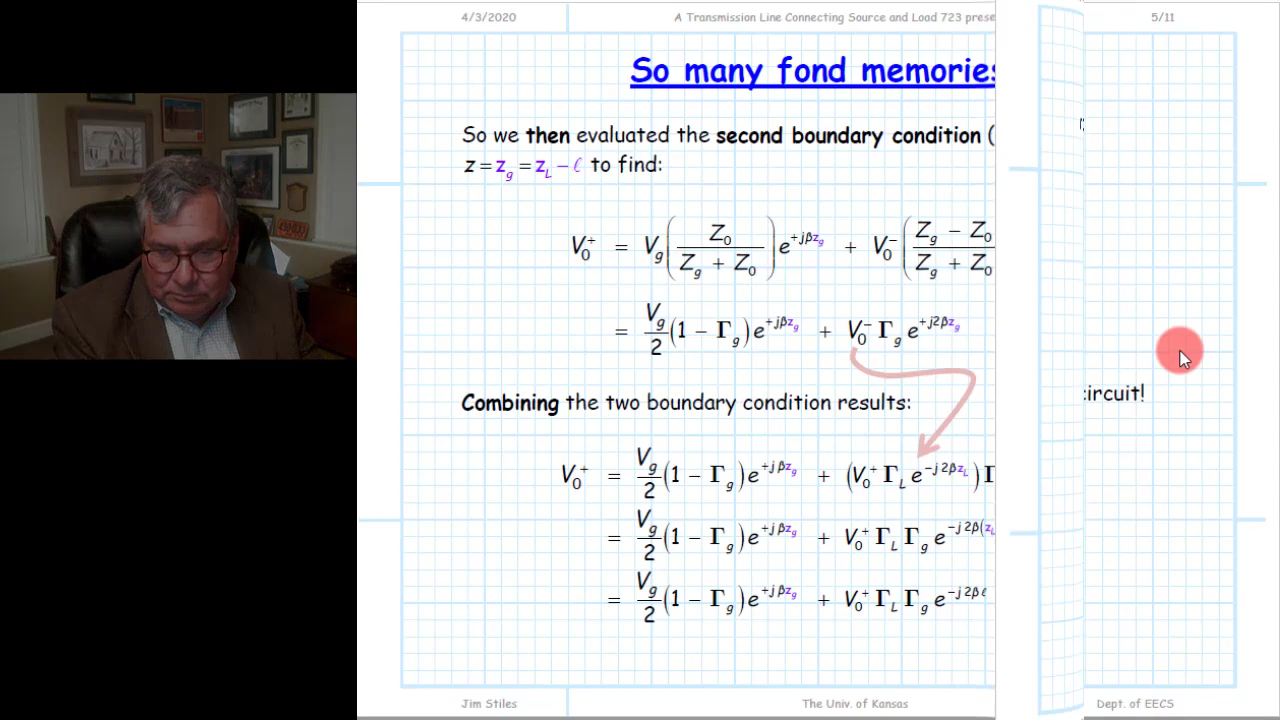 4/3/2020 A Transmission Line Connecting Source and Load 723 prese 5/11
So many fond memories
So we then evaluated the second boundary condition (
z = z_g = z_L − ℓ to find:
V_0^+ = V_g ( Z_0 / (Z_g + Z_0) ) e^{+jβz_g} + V_0^- ( Z_g − Z_0 / Z_g + Z_0
= V_g/2 (1 − Γ_g) e^{+jβz_g} + V_0^- Γ_g e^{+j2βz_g}
circuit!
Combining the two boundary condition results:
V_0^+ = V_g/2 (1 − Γ_g) e^{+jβz_g} + (V_0^+ Γ_L e^{−j2βz_L}) Γ
= V_g/2 (1 − Γ_g) e^{+jβz_g} + V_0^+ Γ_L Γ_g e^{−j2β(z_L}
= V_g/2 (1 − Γ_g) e^{+jβz_g} + V_0^+ Γ_L Γ_g e^{−j2βℓ}
Jim Stiles The Univ. of Kansas Dept. of EECS